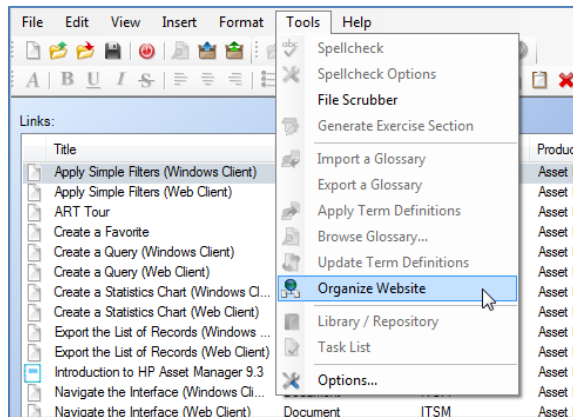 File Edit View Insert Format Tools Help
abc
Spellcheck
A B U I S
Spellcheck Options
File Scrubber
Links:
Generate Exercise Section
Title
Produc
Import a Glossary
Apply Simple Filters (Windows Client)
Asset
Export a Glossary
Apply Simple Filters (Web Client)
Asset
ART Tour
Apply Term Definitions
Asset
Create a Favorite
Browse Glossary...
Asset
Create a Query (Windows Client)
Asset
Create a Query (Web Client)
Update Term Definitions
Asset
Create a Statistics Chart (Windows Cl...
Organize Website
Asset
Create a Statistics Chart (Web Client)
Asset
Export the List of Records (Windows ...
Library / Repository
Asset
Export the List of Records (Web Client)
Task List
Asset
Introduction to HP Asset Manager 9.3
Asset
Navigate the Interface (Windows Cli...
Options...
Asset
Navigate the Interface (Web Client) Document ITSM Asset